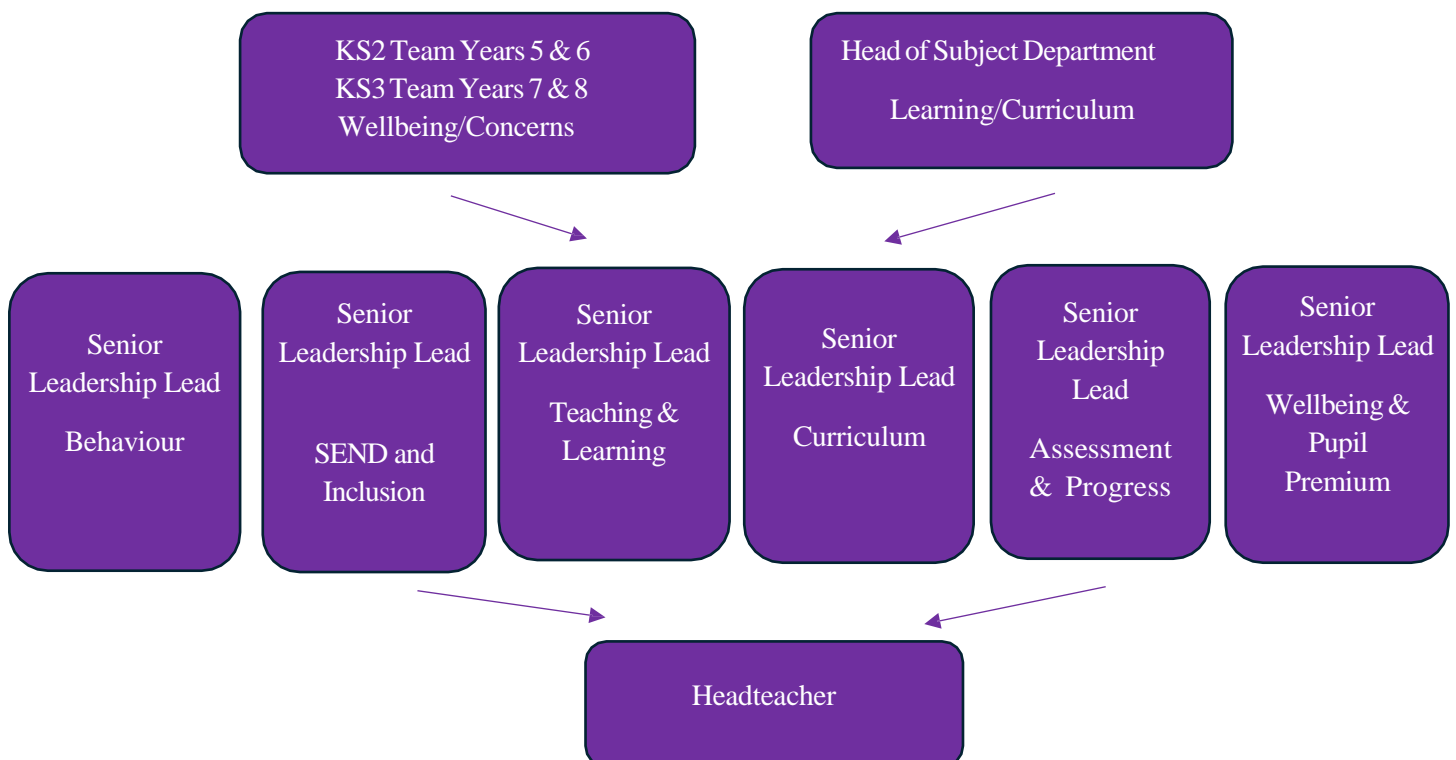 KS2 Team Years 5 & 6
KS3 Team Years 7 & 8
Wellbeing/Concerns
Head of Subject Department
Learning/Curriculum
Senior
Leadership Lead
Behaviour
Senior
Leadership Lead
SEND and
Inclusion
Senior
Leadership Lead
Teaching &
Learning
Senior
Leadership Lead
Curriculum
Senior
Leadership
Lead
Assessment
& Progress
Senior
Leadership Lead
Wellbeing &
Pupil
Premium
Headteacher